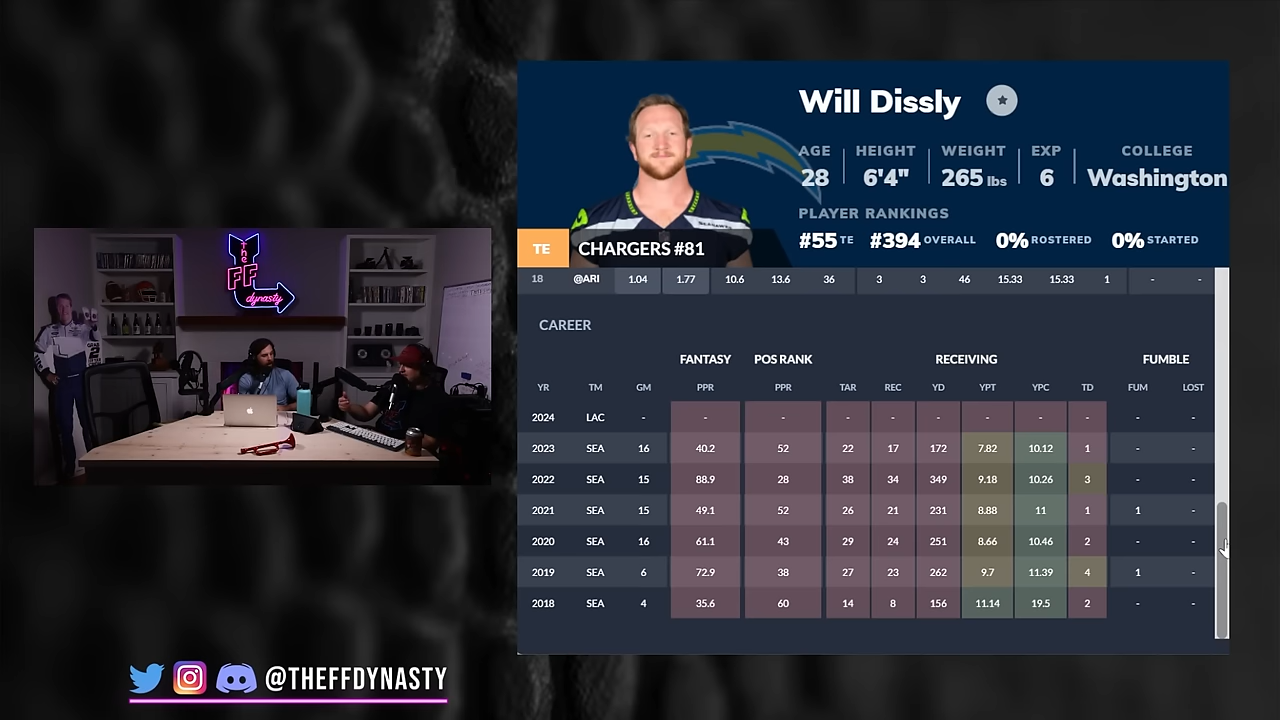 Will Dissly
AGE HEIGHT WEIGHT EXP COLLEGE
28 6'4" 265 lbs 6 Washington
PLAYER RANKINGS
#55 TE #394 OVERALL 0% ROSTERED 0% STARTED
TE CHARGERS #81
18 @ARI 1.04 1.77 10.6 13.6 36 3 3 46 15.33 15.33 1 - -
CAREER
FANTASY POS RANK RECEIVING FUMBLE
YR TM GM PPR PPR TAR REC YD YPT YPC TD FUM LOST
2024 LAC - - - - - - - - - - -
2023 SEA 16 40.2 52 22 17 172 7.82 10.12 1 - -
2022 SEA 15 88.9 28 38 34 349 9.18 10.26 3 - -
2021 SEA 15 49.1 52 26 21 231 8.88 11 1 1 -
2020 SEA 16 61.1 43 29 24 251 8.66 10.46 2 - -
2019 SEA 6 72.9 38 27 23 262 9.7 11.39 4 1 -
2018 SEA 4 35.6 60 14 8 156 11.14 19.5 2 - -
The
FF
dynasty
@THEFFDYNASTY